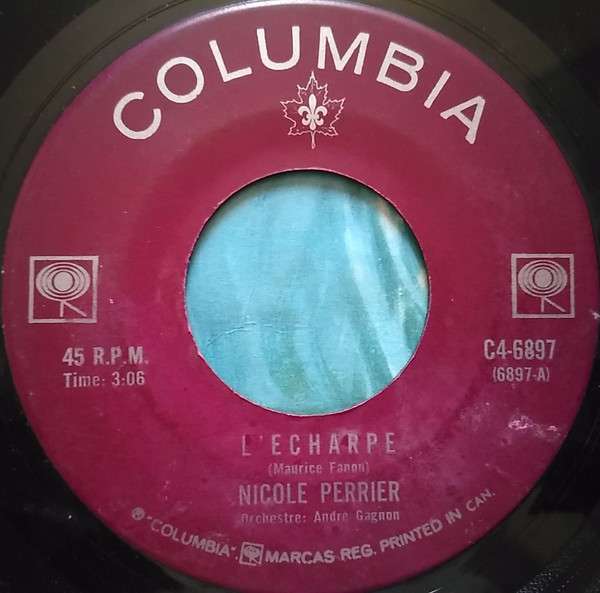 COLUMBIA
45 R.P.M.
Time: 3:06
C4-6897
(6897-A)
L'ECHARPE
(Maurice Fanon)
NICOLE PERRIER
Orchestre: André Gagnon
® "COLUMBIA", MARCAS REG. PRINTED IN CAN.